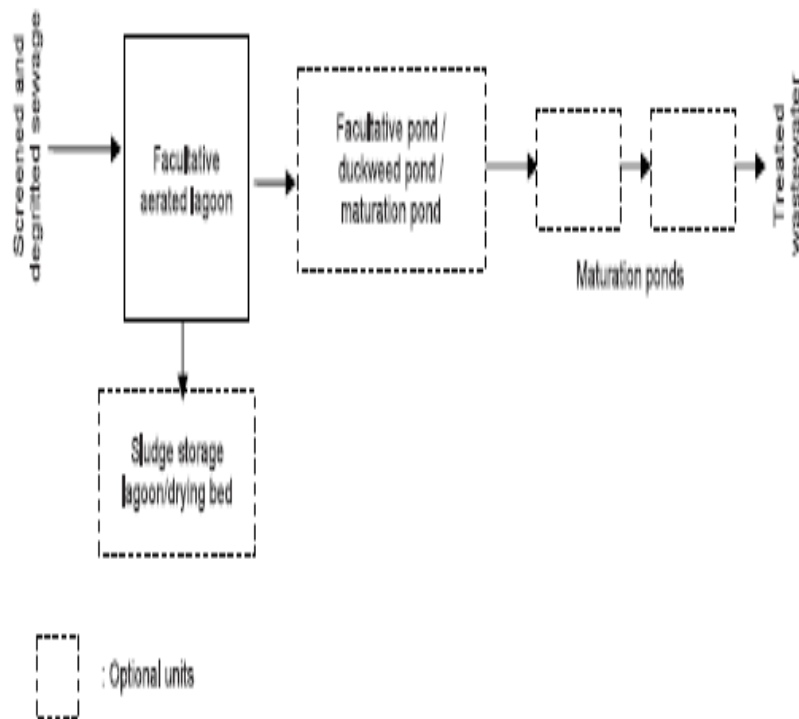 Screened and
degritted sewage
Facultative
aerated lagoon
Facultative pond /
duckweed pond /
maturation pond
Maturation ponds
Treated
wastewater
Sludge storage
lagoon/drying bed
: Optional units